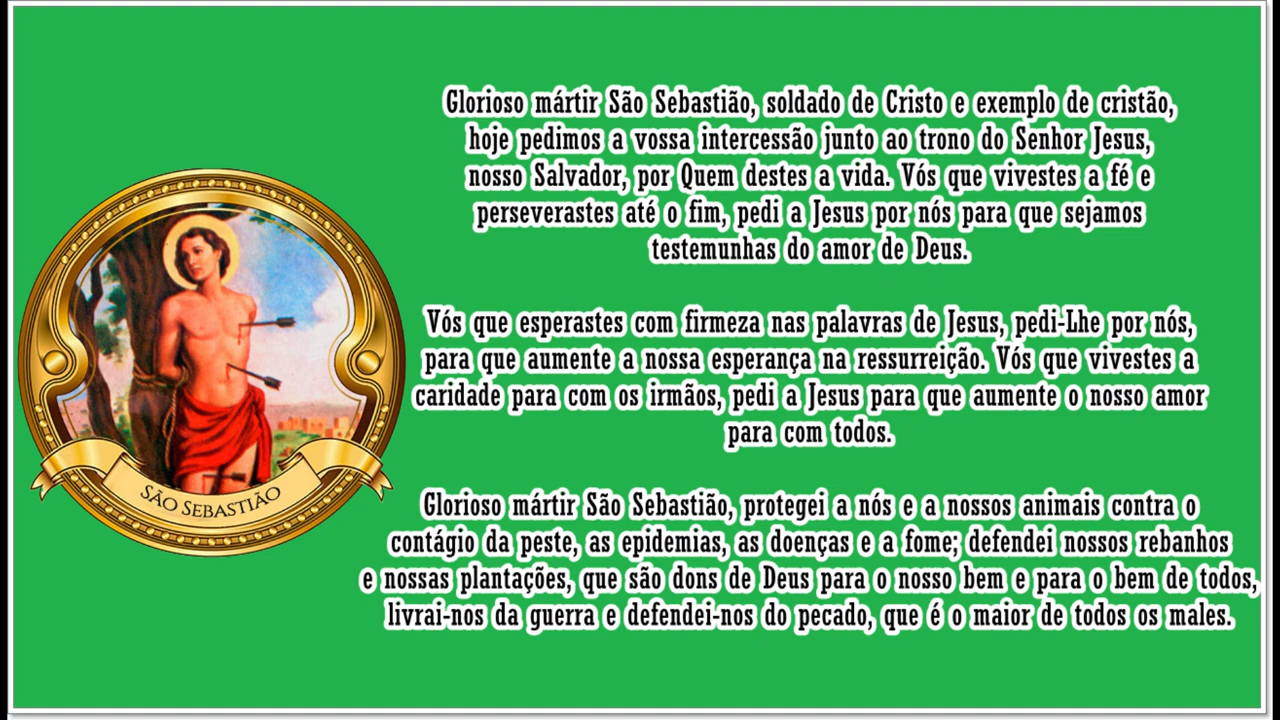 Glorioso mártir São Sebastião, soldado de Cristo e exemplo de cristão,
hoje pedimos a vossa intercessão junto ao trono do Senhor Jesus,
nosso Salvador, por Quem destes a vida. Vós que vivestes a fé e
perseverastes até o fim, pedi a Jesus por nós para que sejamos
testemunhas do amor de Deus.
Vós que esperastes com firmeza nas palavras de Jesus, pedi-Lhe por nós,
para que aumente a nossa esperança na ressurreição. Vós que vivestes a
caridade para com os irmãos, pedi a Jesus para que aumente o nosso amor
para com todos.
Glorioso mártir São Sebastião, protegei a nós e a nossos animais contra o
contágio da peste, as epidemias, as doenças e a fome; defendei nossos rebanhos
e nossas plantações, que são dons de Deus para o nosso bem e para o bem de todos,
livrai-nos da guerra e defendei-nos do pecado, que é o maior de todos os males.
SÃO SEBASTIÃO